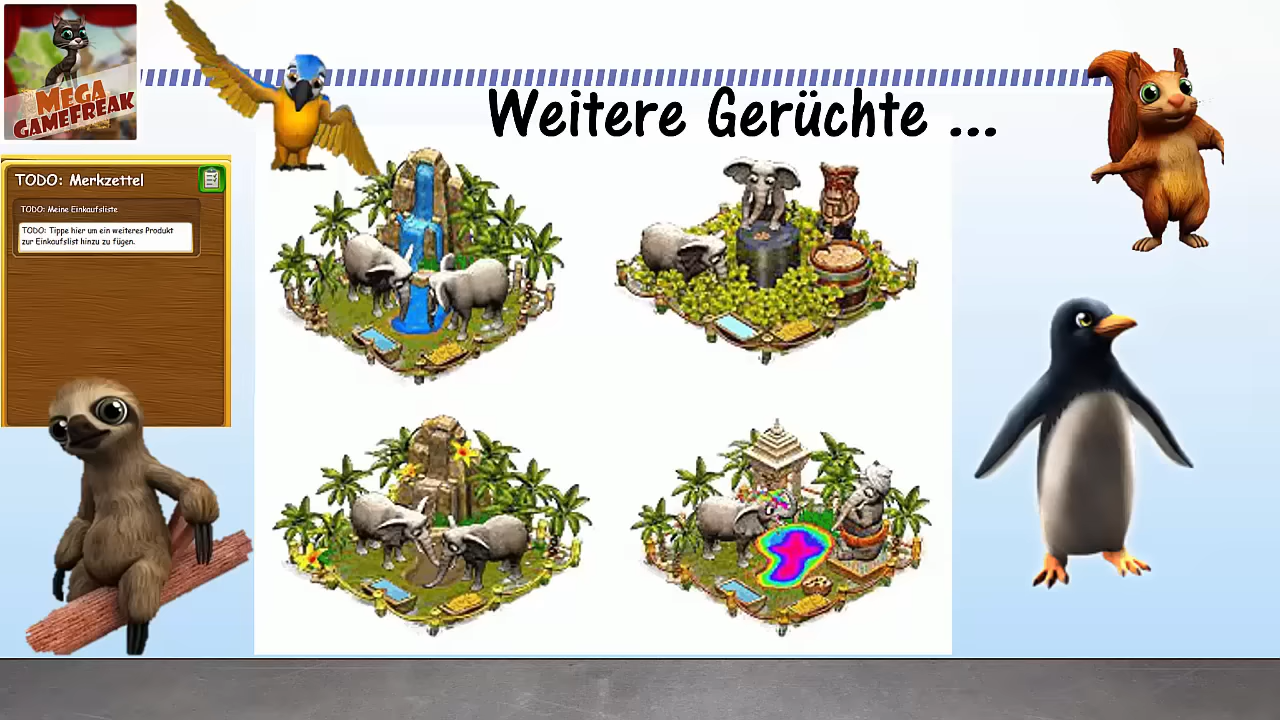 MEGA
GAMEFREAK
Weitere Gerüchte ...
TODO: Merkzettel
TODO: Meine Einkaufsliste
TODO: Tippe hier um ein weiteres Produkt
zur Einkaufslist hinzu zu fügen.